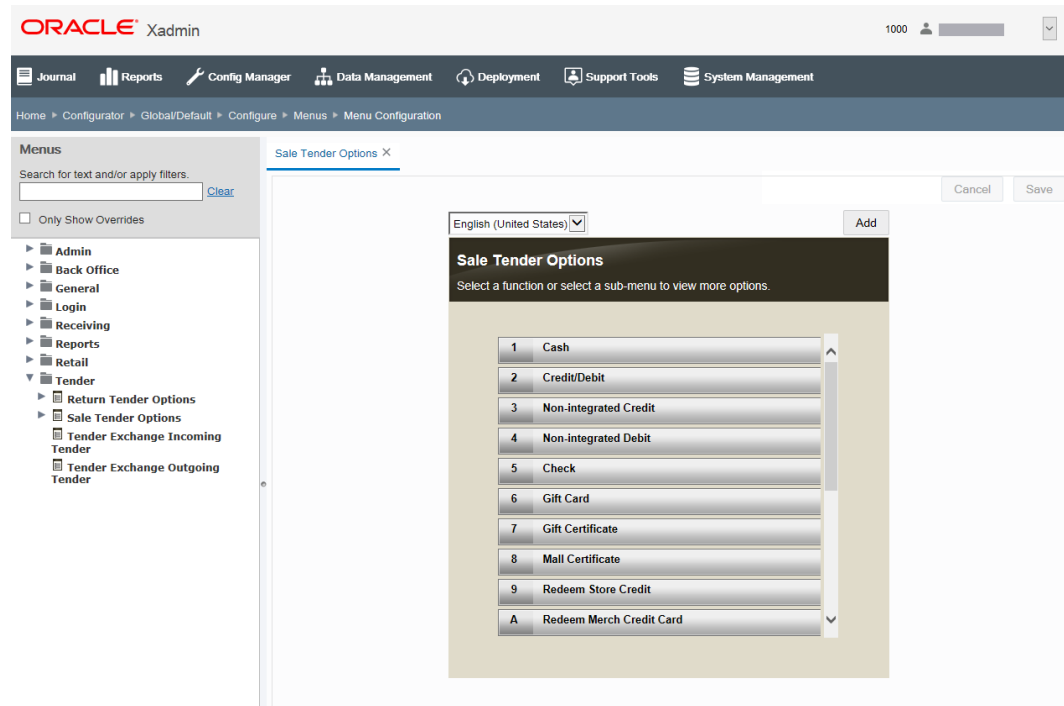 ORACLE® Xadmin
1000
Journal Reports Config Manager Data Management Deployment Support Tools System Management
Home ▸ Configurator ▸ Global/Default ▸ Configure ▸ Menus ▸ Menu Configuration
Menus
Search for text and/or apply filters.
Clear
Only Show Overrides
Admin
Back Office
General
Login
Receiving
Reports
Retail
Tender
Return Tender Options
Sale Tender Options
Tender Exchange Incoming
Tender
Tender Exchange Outgoing
Tender
Sale Tender Options ×
Cancel Save
English (United States) Add
Sale Tender Options
Select a function or select a sub-menu to view more options.
1 Cash
2 Credit/Debit
3 Non-integrated Credit
4 Non-integrated Debit
5 Check
6 Gift Card
7 Gift Certificate
8 Mall Certificate
9 Redeem Store Credit
A Redeem Merch Credit Card